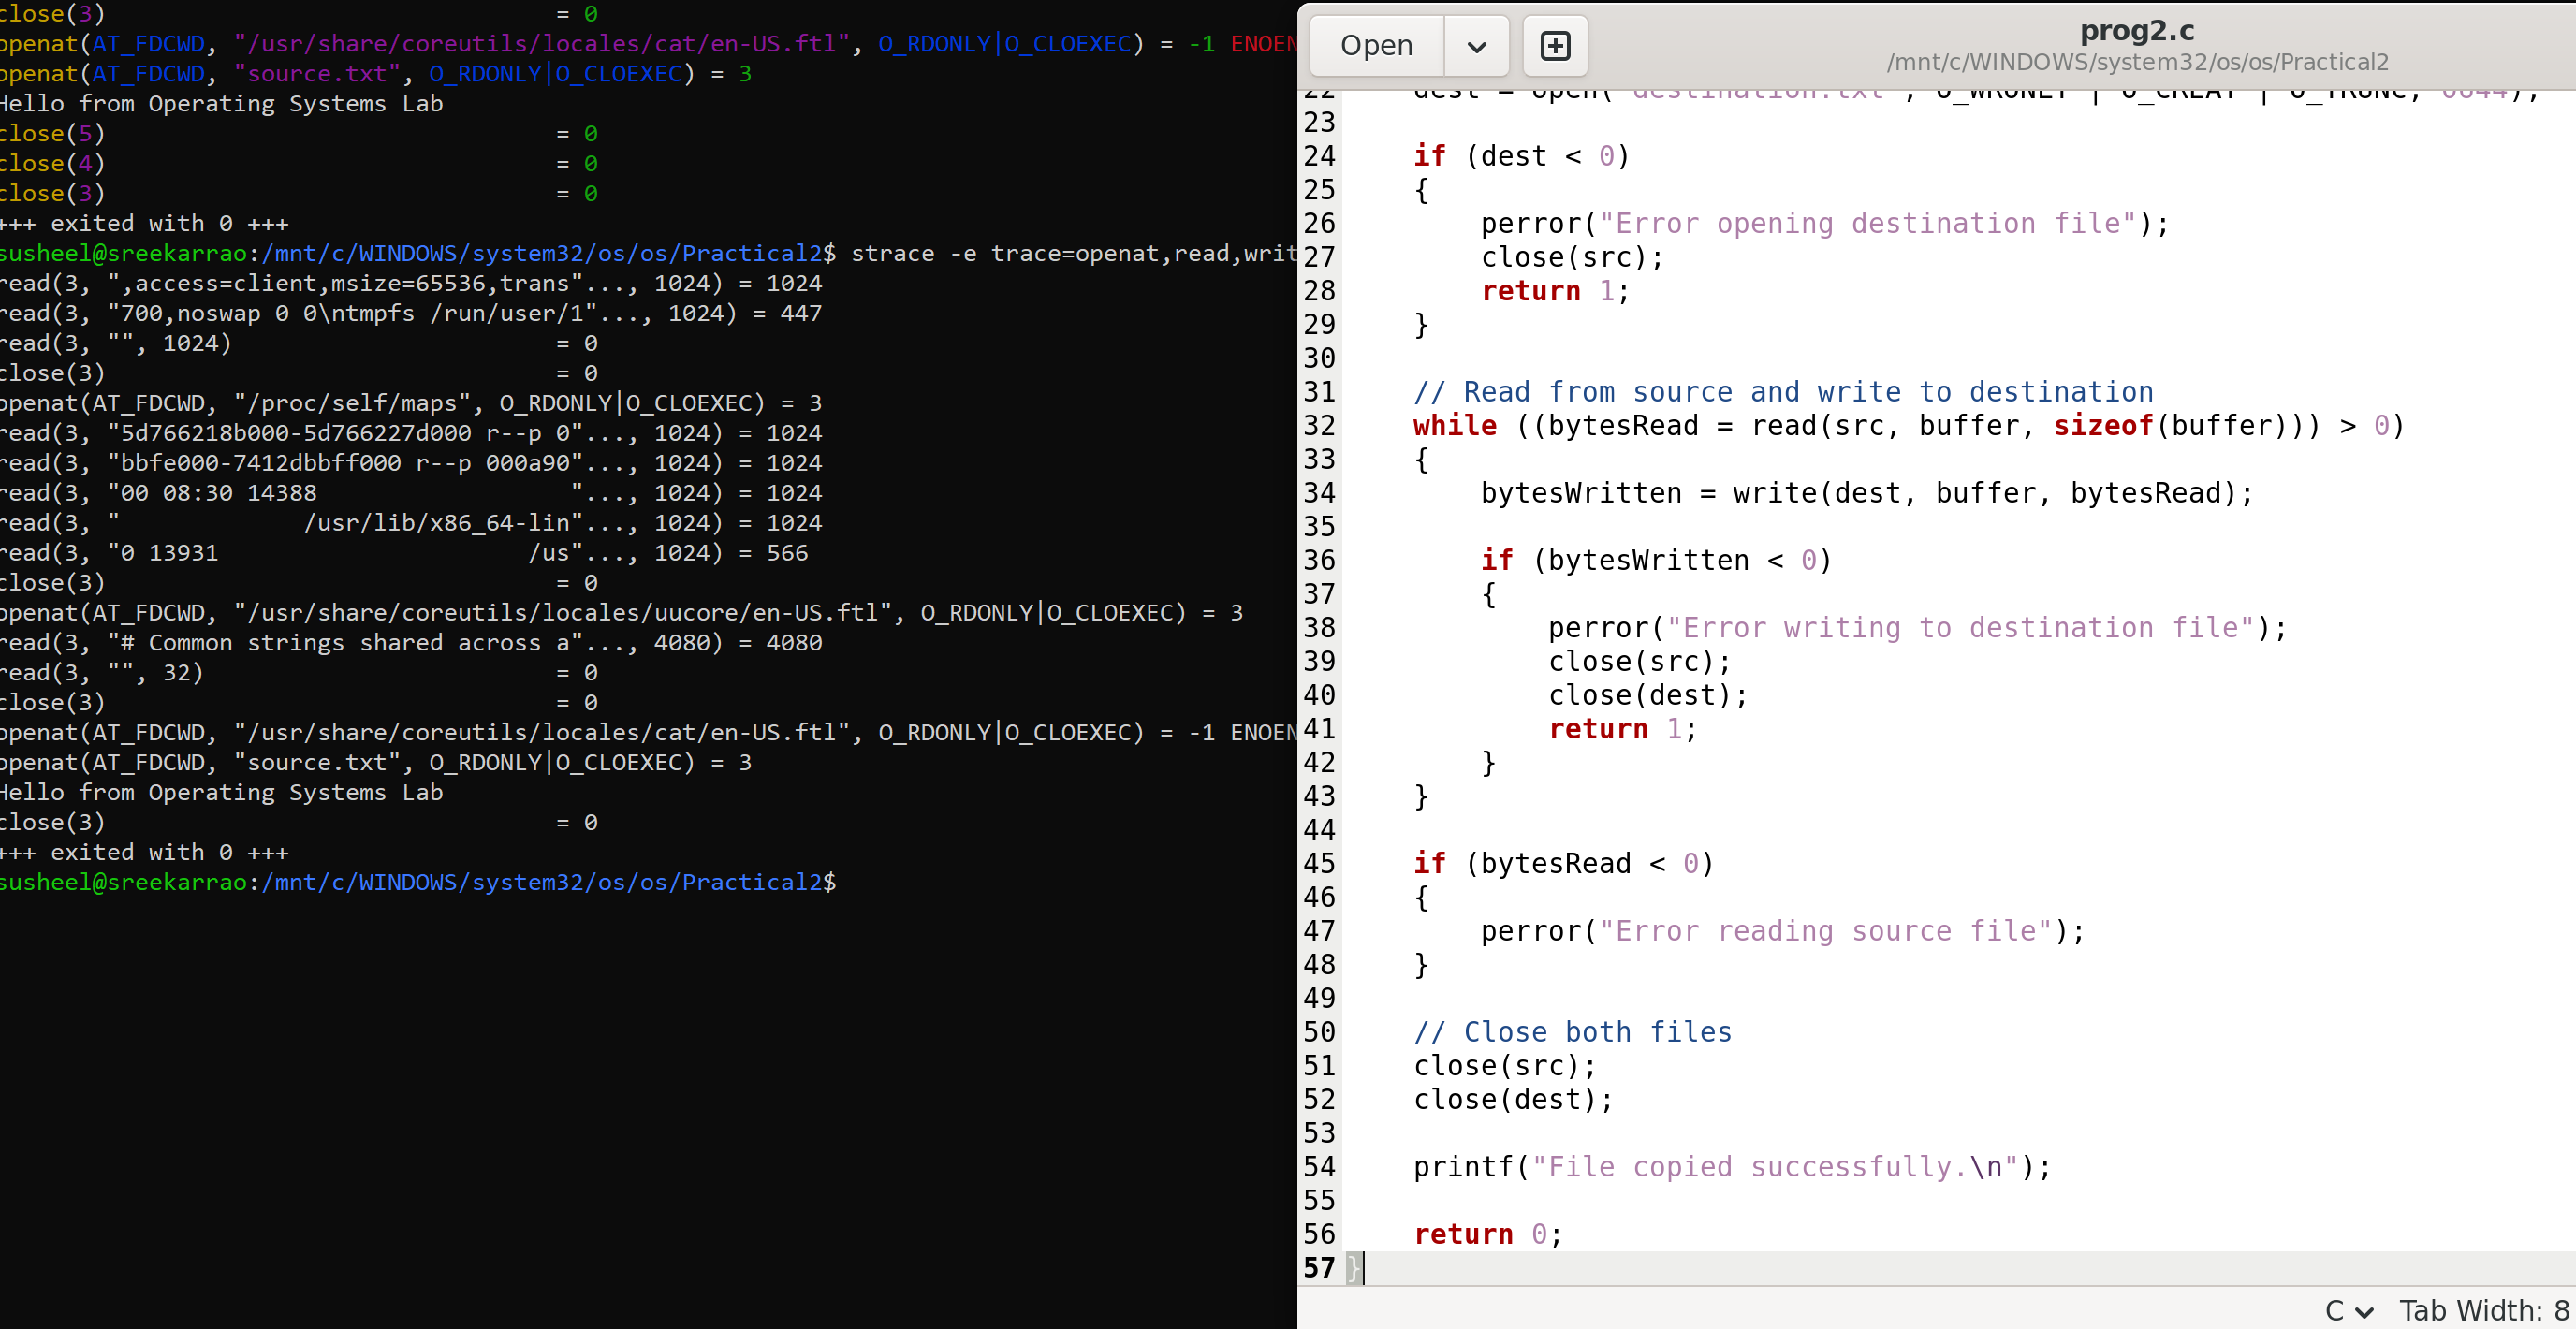 close(3) = 0
openat(AT_FDCWD, "/usr/share/coreutils/locales/cat/en-US.ftl", O_RDONLY|O_CLOEXEC) = -1 ENOEN
openat(AT_FDCWD, "source.txt", O_RDONLY|O_CLOEXEC) = 3
Hello from Operating Systems Lab
close(5) = 0
close(4) = 0
close(3) = 0
+++ exited with 0 +++
susheel@sreekarrao:/mnt/c/WINDOWS/system32/os/os/Practical2$ strace -e trace=openat,read,writ
read(3, ",access=client,msize=65536,trans"..., 1024) = 1024
read(3, "700,noswap 0 0\ntmpfs /run/user/1"..., 1024) = 447
read(3, "", 1024) = 0
close(3) = 0
openat(AT_FDCWD, "/proc/self/maps", O_RDONLY|O_CLOEXEC) = 3
read(3, "5d766218b000-5d766227d000 r--p 0"..., 1024) = 1024
read(3, "bbfe000-7412dbbff000 r--p 000a90"..., 1024) = 1024
read(3, "00 08:30 14388                  "..., 1024) = 1024
read(3, "             /usr/lib/x86_64-lin"..., 1024) = 1024
read(3, "0 13931                      /us"..., 1024) = 566
close(3) = 0
openat(AT_FDCWD, "/usr/share/coreutils/locales/uucore/en-US.ftl", O_RDONLY|O_CLOEXEC) = 3
read(3, "# Common strings shared across a"..., 4080) = 4080
read(3, "", 32) = 0
close(3) = 0
openat(AT_FDCWD, "/usr/share/coreutils/locales/cat/en-US.ftl", O_RDONLY|O_CLOEXEC) = -1 ENOEN
openat(AT_FDCWD, "source.txt", O_RDONLY|O_CLOEXEC) = 3
Hello from Operating Systems Lab
close(3) = 0
+++ exited with 0 +++
susheel@sreekarrao:/mnt/c/WINDOWS/system32/os/os/Practical2$
Open
prog2.c
/mnt/c/WINDOWS/system32/os/os/Practical2
22 dest = open("destination.txt", O_WRONLY | O_CREAT | O_TRUNC, 0644);
23
24 if (dest < 0)
25 {
26 perror("Error opening destination file");
27 close(src);
28 return 1;
29 }
30
31 // Read from source and write to destination
32 while ((bytesRead = read(src, buffer, sizeof(buffer))) > 0)
33 {
34 bytesWritten = write(dest, buffer, bytesRead);
35
36 if (bytesWritten < 0)
37 {
38 perror("Error writing to destination file");
39 close(src);
40 close(dest);
41 return 1;
42 }
43 }
44
45 if (bytesRead < 0)
46 {
47 perror("Error reading source file");
48 }
49
50 // Close both files
51 close(src);
52 close(dest);
53
54 printf("File copied successfully.\n");
55
56 return 0;
57 }
C
Tab Width: 8